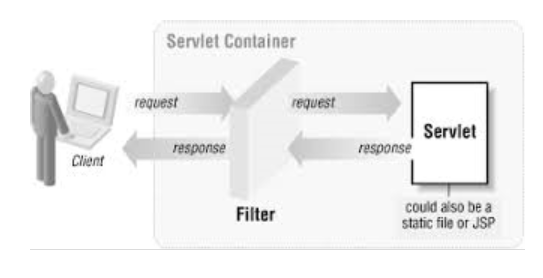 Servlet Container
request
request
response
response
Servlet
Client
Filter
could also be a
static file or JSP